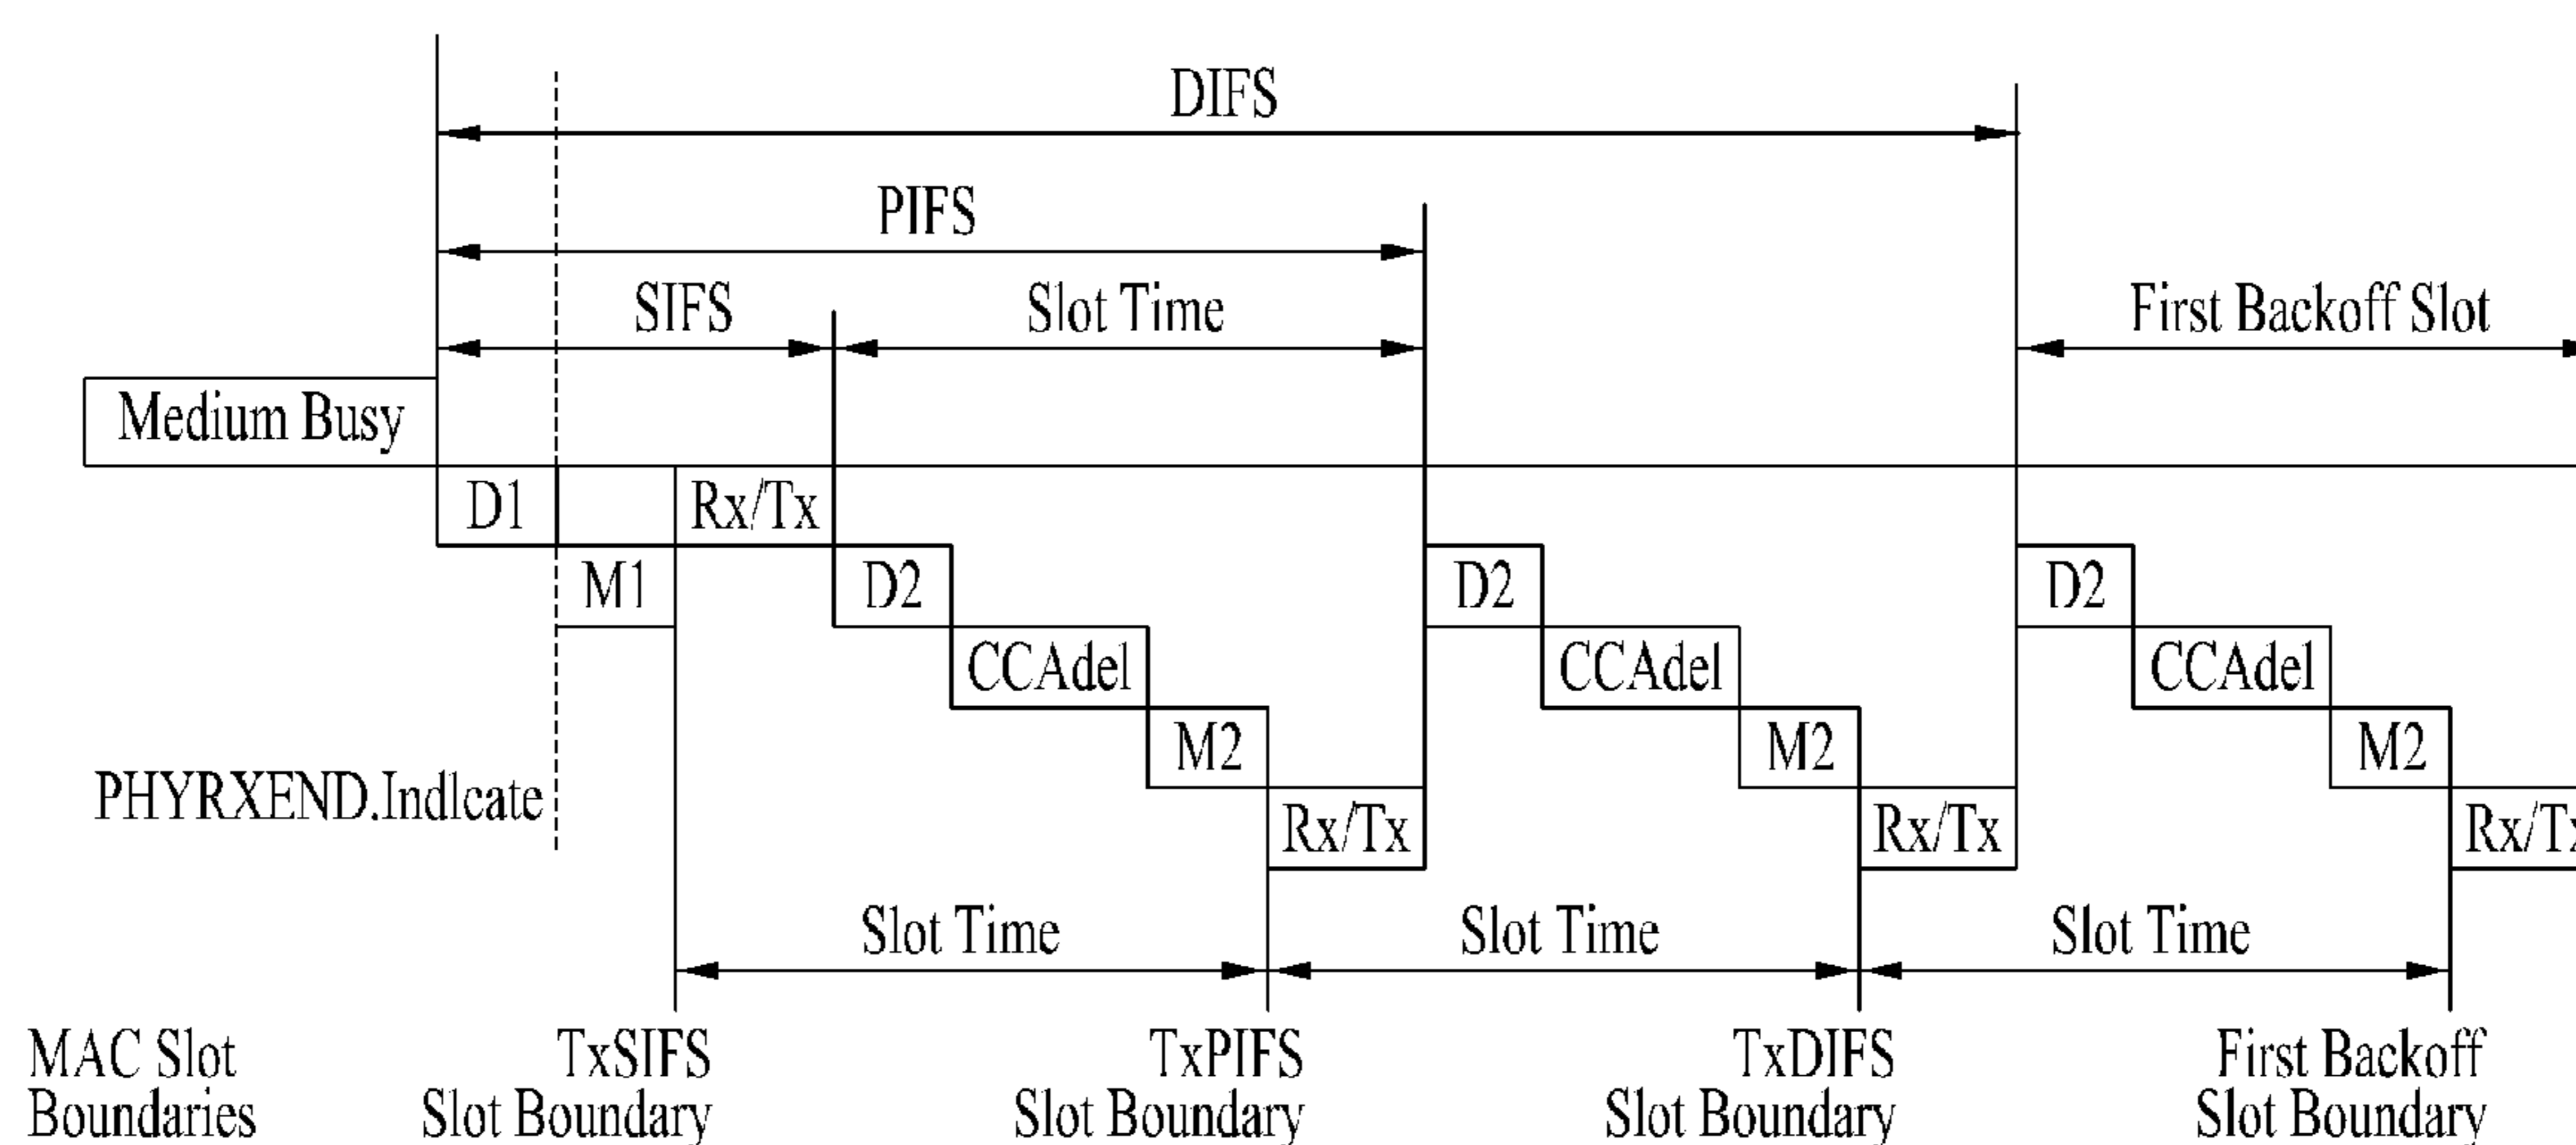 DIFS
PIFS
SIFS
Slot Time
First Backoff Slot
Medium Busy
D1
Rx/Tx
M1
D2
D2
D2
CCAdel
CCAdel
CCAdel
M2
M2
M2
PHYRXEND.Indlcate
Rx/Tx
Rx/Tx
Rx/Tx
Slot Time
Slot Time
Slot Time
MAC Slot
Boundaries
TxSIFS
Slot Boundary
TxPIFS
Slot Boundary
TxDIFS
Slot Boundary
First Backoff
Slot Boundary